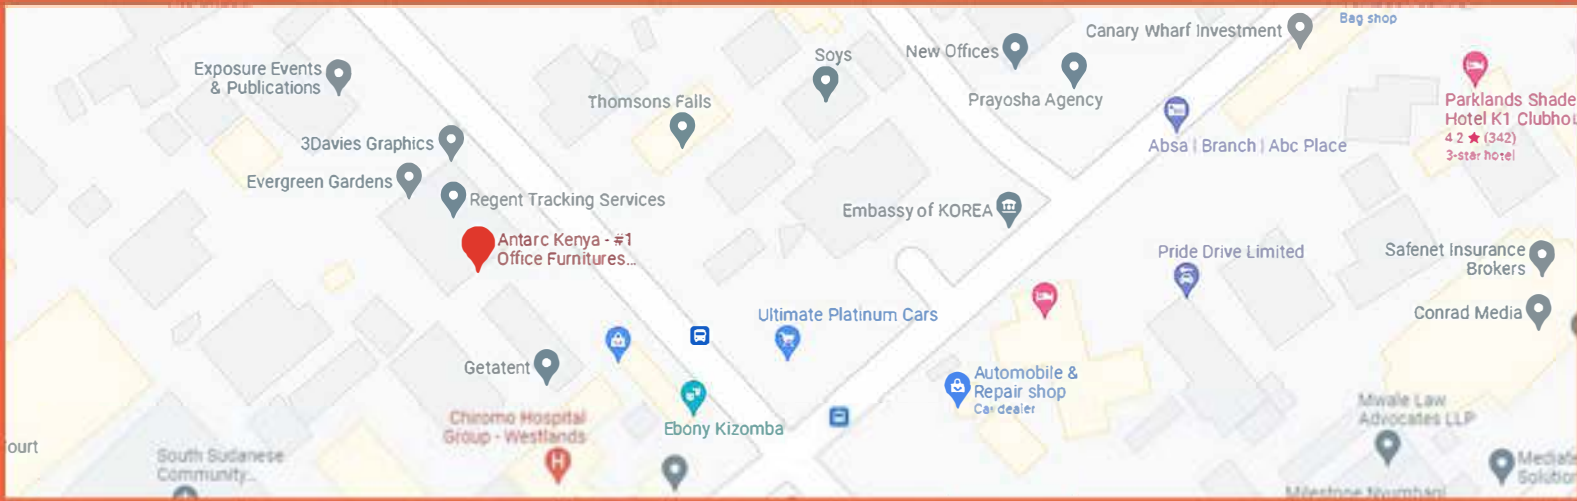 Bag shop
Canary Wharf Investment
New Offices
Soys
Exposure Events
& Publications
Prayosha Agency
Thomsons Falls
Parklands Shade
Hotel K1 Clubhou
4.2 ★ (342)
3-star hotel
3Davies Graphics
Absa | Branch | Abc Place
Evergreen Gardens
Regent Tracking Services
Embassy of KOREA
Antarc Kenya - #1
Office Furnitures...
Pride Drive Limited
Safenet Insurance
Brokers
Ultimate Platinum Cars
Conrad Media
Getatent
Automobile &
Repair shop
Car dealer
Chiromo Hospital
Group - Westlands
H
Ebony Kizomba
Mwale Law
Advocates LLP
ourt
South Sudanese
Community...
Mediate
Solution